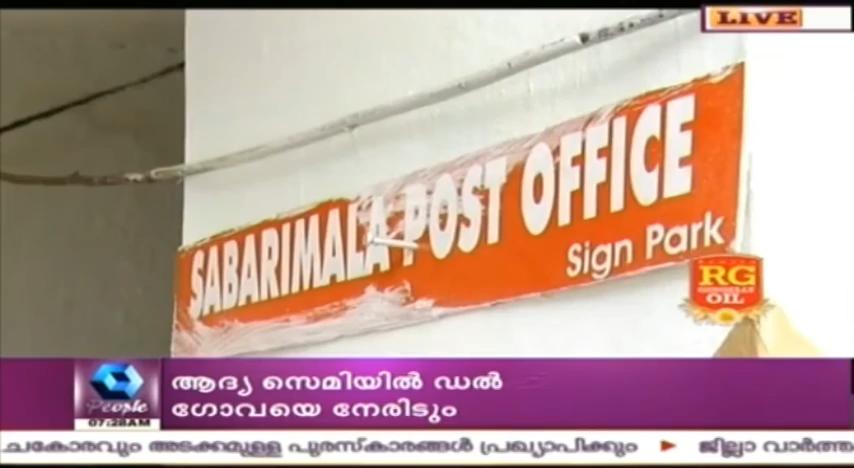 LIVE
SABARIMALA POST OFFICE
Sign Park
RG
OIL
ആദ്യ സെമിയിൽ ഡൽ
ഗോവയെ നേരിടും
People
07:28AM
ചകോരവും അടക്കമുള്ള പുരസ്കാരങ്ങൾ പ്രഖ്യാപിക്കും ► ജില്ലാ വാർത്ത